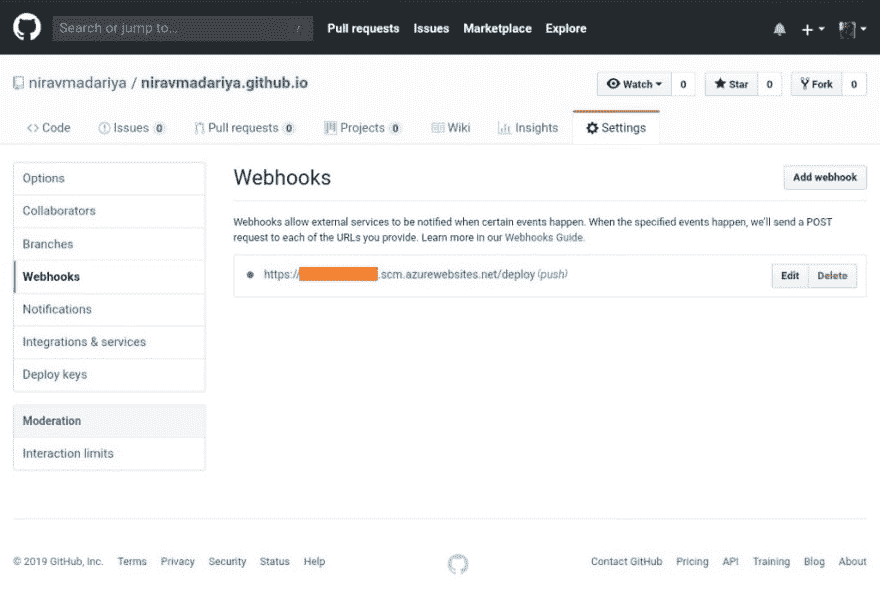 Search or jump to... /
Pull requests Issues Marketplace Explore
niravmadariya / niravmadariya.github.io
Watch 0 Star 0 Fork 0
<> Code Issues 0 Pull requests 0 Projects 0 Wiki Insights Settings
Options
Collaborators
Branches
Webhooks
Notifications
Integrations & services
Deploy keys
Moderation
Interaction limits
Webhooks
Add webhook
Webhooks allow external services to be notified when certain events happen. When the specified events happen, we'll send a POST
request to each of the URLs you provide. Learn more in our Webhooks Guide.
https:// .scm.azurewebsites.net/deploy (push)
Edit Delete
© 2019 GitHub, Inc. Terms Privacy Security Status Help
Contact GitHub Pricing API Training Blog About